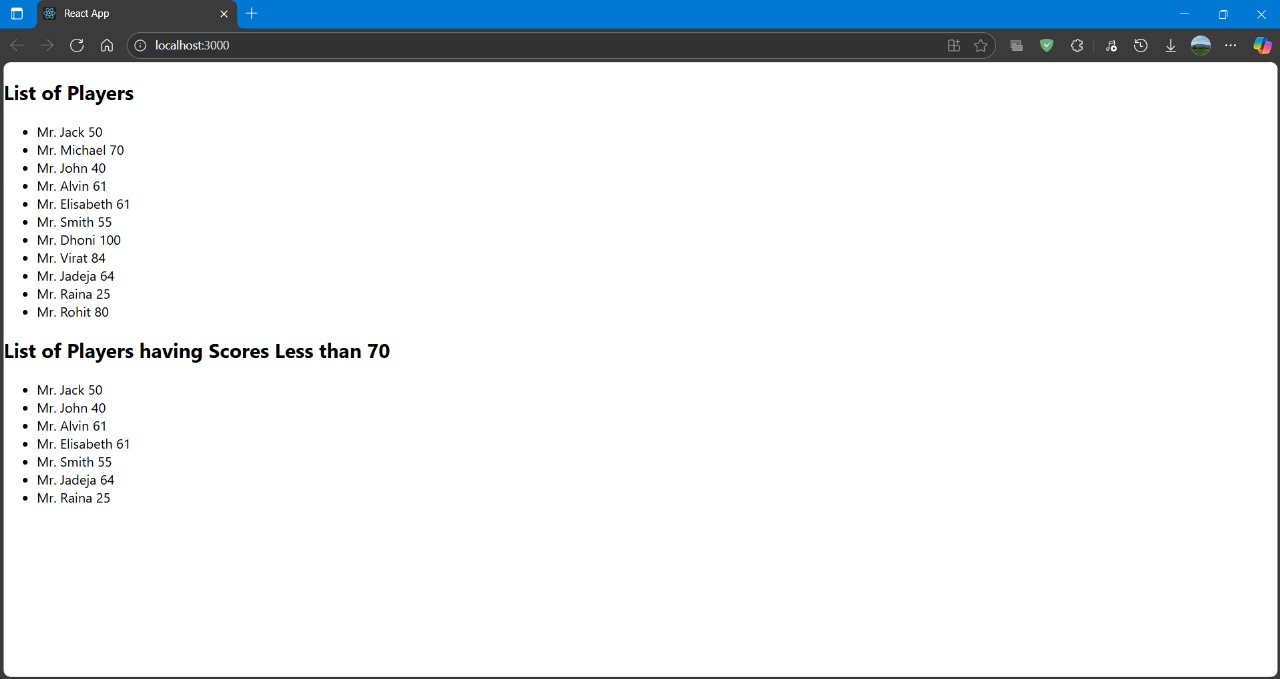 React App
localhost:3000
List of Players
Mr. Jack 50
Mr. Michael 70
Mr. John 40
Mr. Alvin 61
Mr. Elisabeth 61
Mr. Smith 55
Mr. Dhoni 100
Mr. Virat 84
Mr. Jadeja 64
Mr. Raina 25
Mr. Rohit 80
List of Players having Scores Less than 70
Mr. Jack 50
Mr. John 40
Mr. Alvin 61
Mr. Elisabeth 61
Mr. Smith 55
Mr. Jadeja 64
Mr. Raina 25